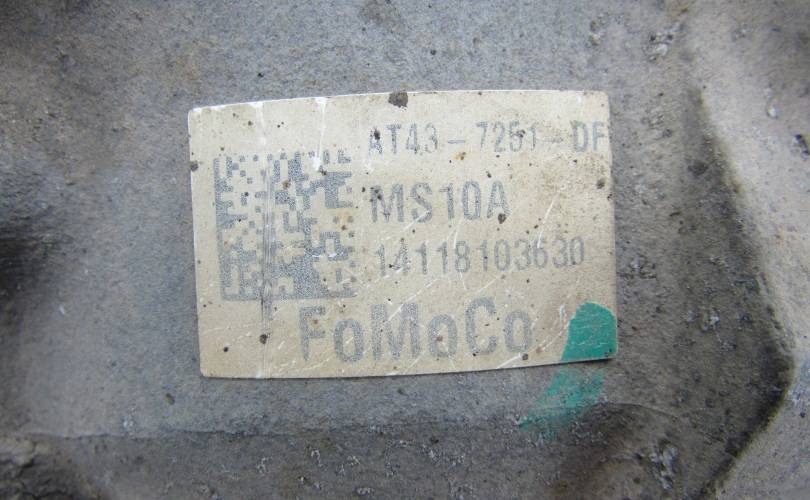 AT43-7251-DF
MS10A
14118103630
FoMoCo